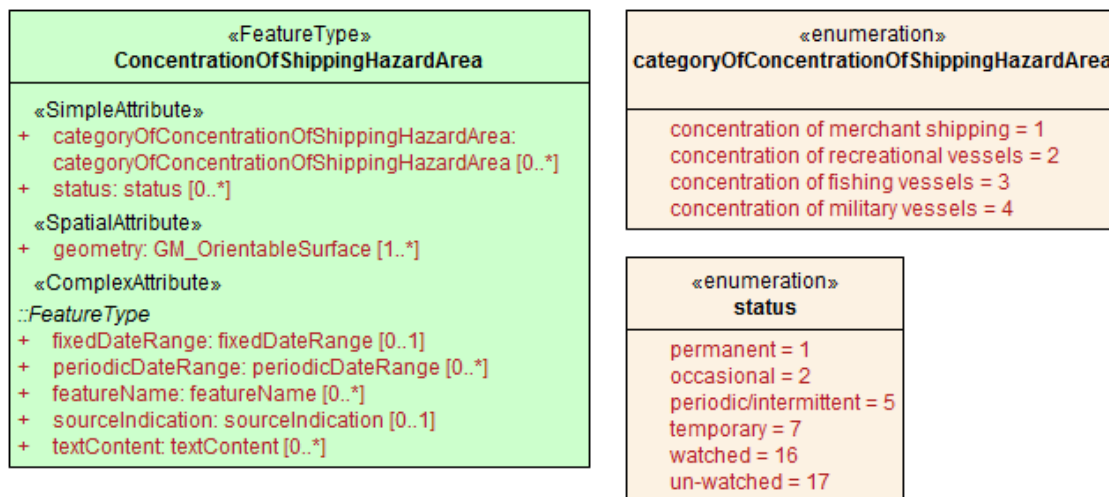 «FeatureType»
ConcentrationOfShippingHazardArea
«SimpleAttribute»
+ categoryOfConcentrationOfShippingHazardArea:
categoryOfConcentrationOfShippingHazardArea [0..*]
+ status: status [0..*]
«SpatialAttribute»
+ geometry: GM_OrientableSurface [1..*]
«ComplexAttribute»
::FeatureType
+ fixedDateRange: fixedDateRange [0..1]
+ periodicDateRange: periodicDateRange [0..*]
+ featureName: featureName [0..*]
+ sourceIndication: sourceIndication [0..1]
+ textContent: textContent [0..*]
«enumeration»
categoryOfConcentrationOfShippingHazardArea
concentration of merchant shipping = 1
concentration of recreational vessels = 2
concentration of fishing vessels = 3
concentration of military vessels = 4
«enumeration»
status
permanent = 1
occasional = 2
periodic/intermittent = 5
temporary = 7
watched = 16
un-watched = 17